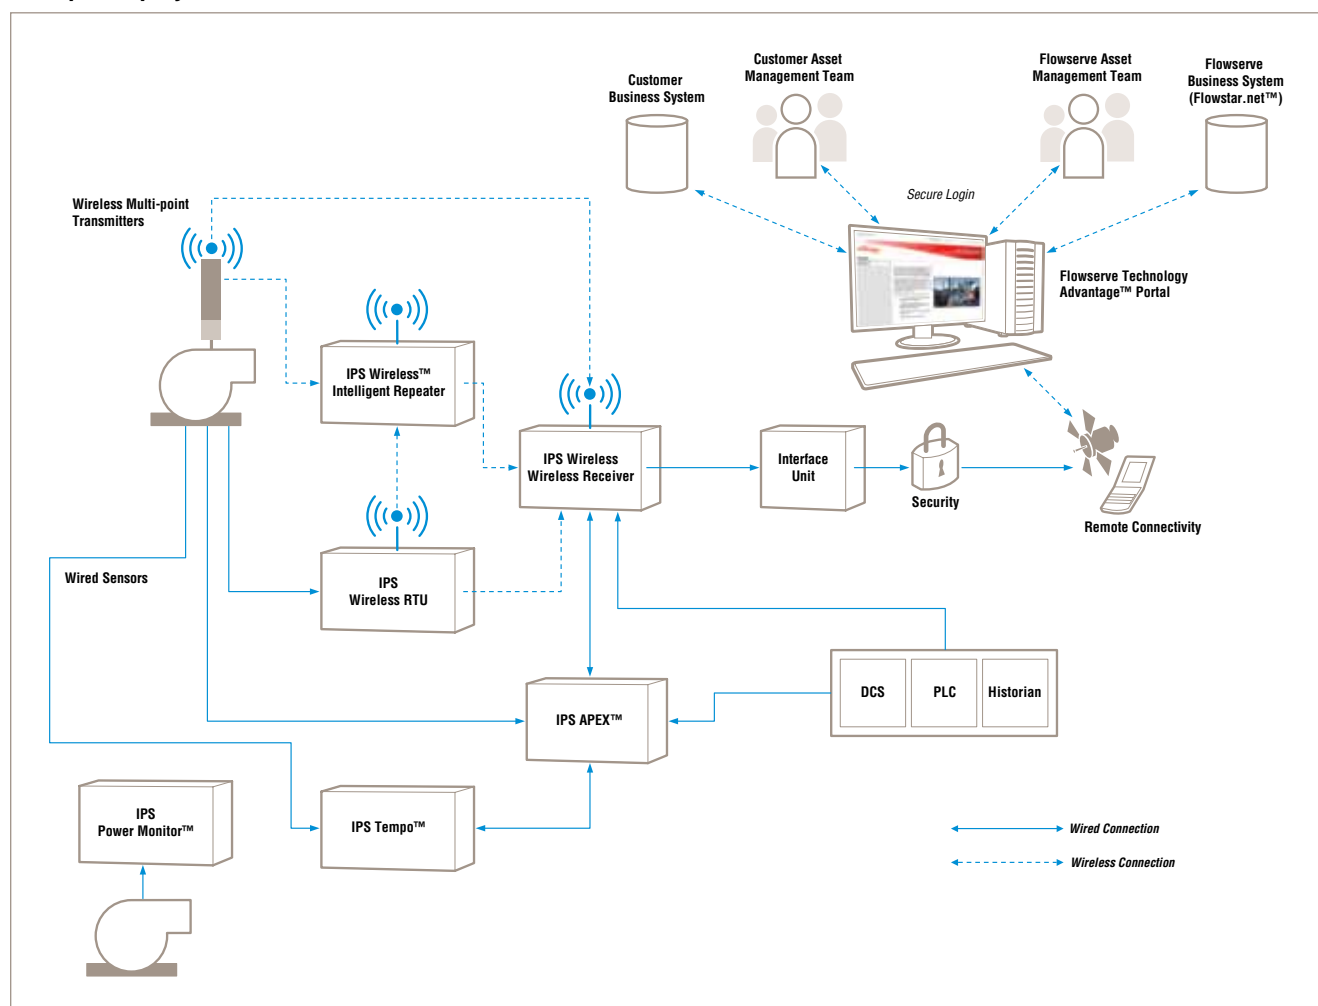 Customer Asset
Management Team
Flowserve Asset
Management Team
Flowserve
Business System
(Flowstar.net™)
Customer
Business System
Secure Login
Wireless Multi-point
Transmitters
Flowserve Technology
Advantage™ Portal
IPS Wireless™
Intelligent Repeater
IPS Wireless
Wireless Receiver
Interface
Unit
Security
Remote Connectivity
Wired Sensors
IPS
Wireless RTU
DCS
PLC
Historian
IPS APEX™
IPS
Power Monitor™
IPS Tempo™
Wired Connection
Wireless Connection